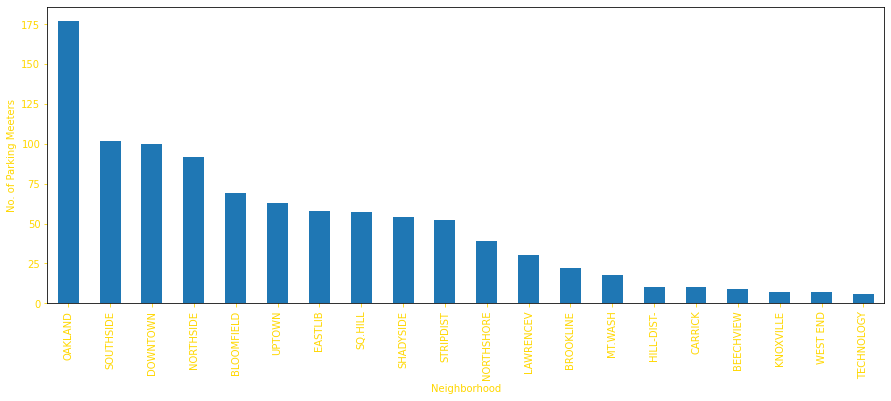 175
150
125
100
75
50
25
0
No. of Parking Meeters
OAKLAND
SOUTHSIDE
DOWNTOWN
NORTHSIDE
BLOOMFIELD
UPTOWN
EASTLIB
SQ HILL
SHADYSIDE
STRIPDIST
NORTHSHORE
LAWRENCEV
BROOKLINE
MT.WASH
HILL-DIST-
CARRICK
BEECHVIEW
KNOXVILLE
WEST END
TECHNOLOGY
Neighborhood